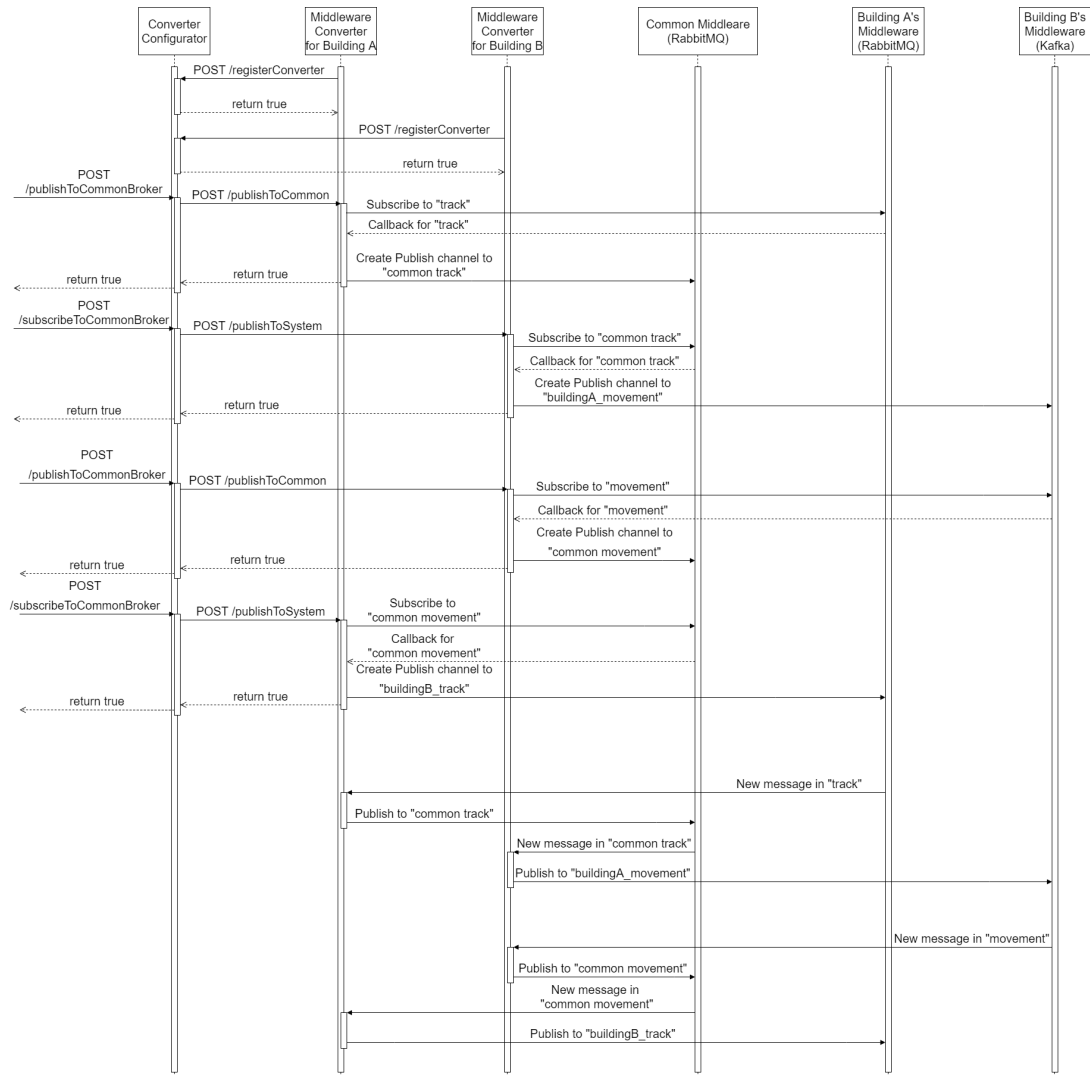 Converter
Configurator
Middleware
Converter
for Building A
Middleware
Converter
for Building B
Common Middleare
(RabbitMQ)
Building A's
Middleware
(RabbitMQ)
Building B's
Middleware
(Kafka)
POST /registerConverter
return true
POST /registerConverter
return true
POST
/publishToCommonBroker
POST /publishToCommon
Subscribe to "track"
Callback for "track"
Create Publish channel to
"common track"
return true
return true
POST
/subscribeToCommonBroker
POST /publishToSystem
Subscribe to "common track"
Callback for "common track"
Create Publish channel to
"buildingA_movement"
return true
return true
POST
/publishToCommonBroker
POST /publishToCommon
Subscribe to "movement"
Callback for "movement"
Create Publish channel to
"common movement"
return true
return true
POST
/subscribeToCommonBroker
POST /publishToSystem
Subscribe to
"common movement"
Callback for
"common movement"
Create Publish channel to
"buildingB_track"
return true
return true
New message in "track"
Publish to "common track"
New message in "common track"
Publish to "buildingA_movement"
New message in "movement"
Publish to "common movement"
New message in
"common movement"
Publish to "buildingB_track"